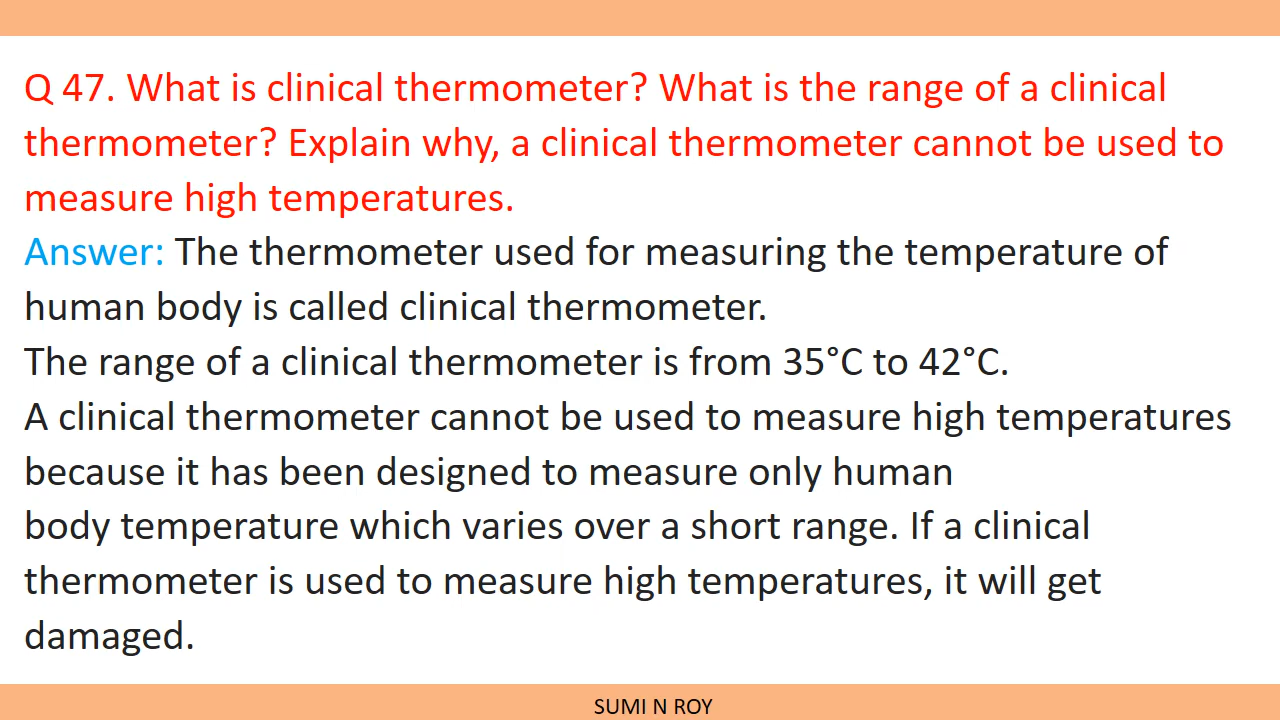 Q 47. What is clinical thermometer? What is the range of a clinical
thermometer? Explain why, a clinical thermometer cannot be used to
measure high temperatures.
Answer: The thermometer used for measuring the temperature of
human body is called clinical thermometer.
The range of a clinical thermometer is from 35°C to 42°C.
A clinical thermometer cannot be used to measure high temperatures
because it has been designed to measure only human
body temperature which varies over a short range. If a clinical
thermometer is used to measure high temperatures, it will get
damaged.
SUMI N ROY